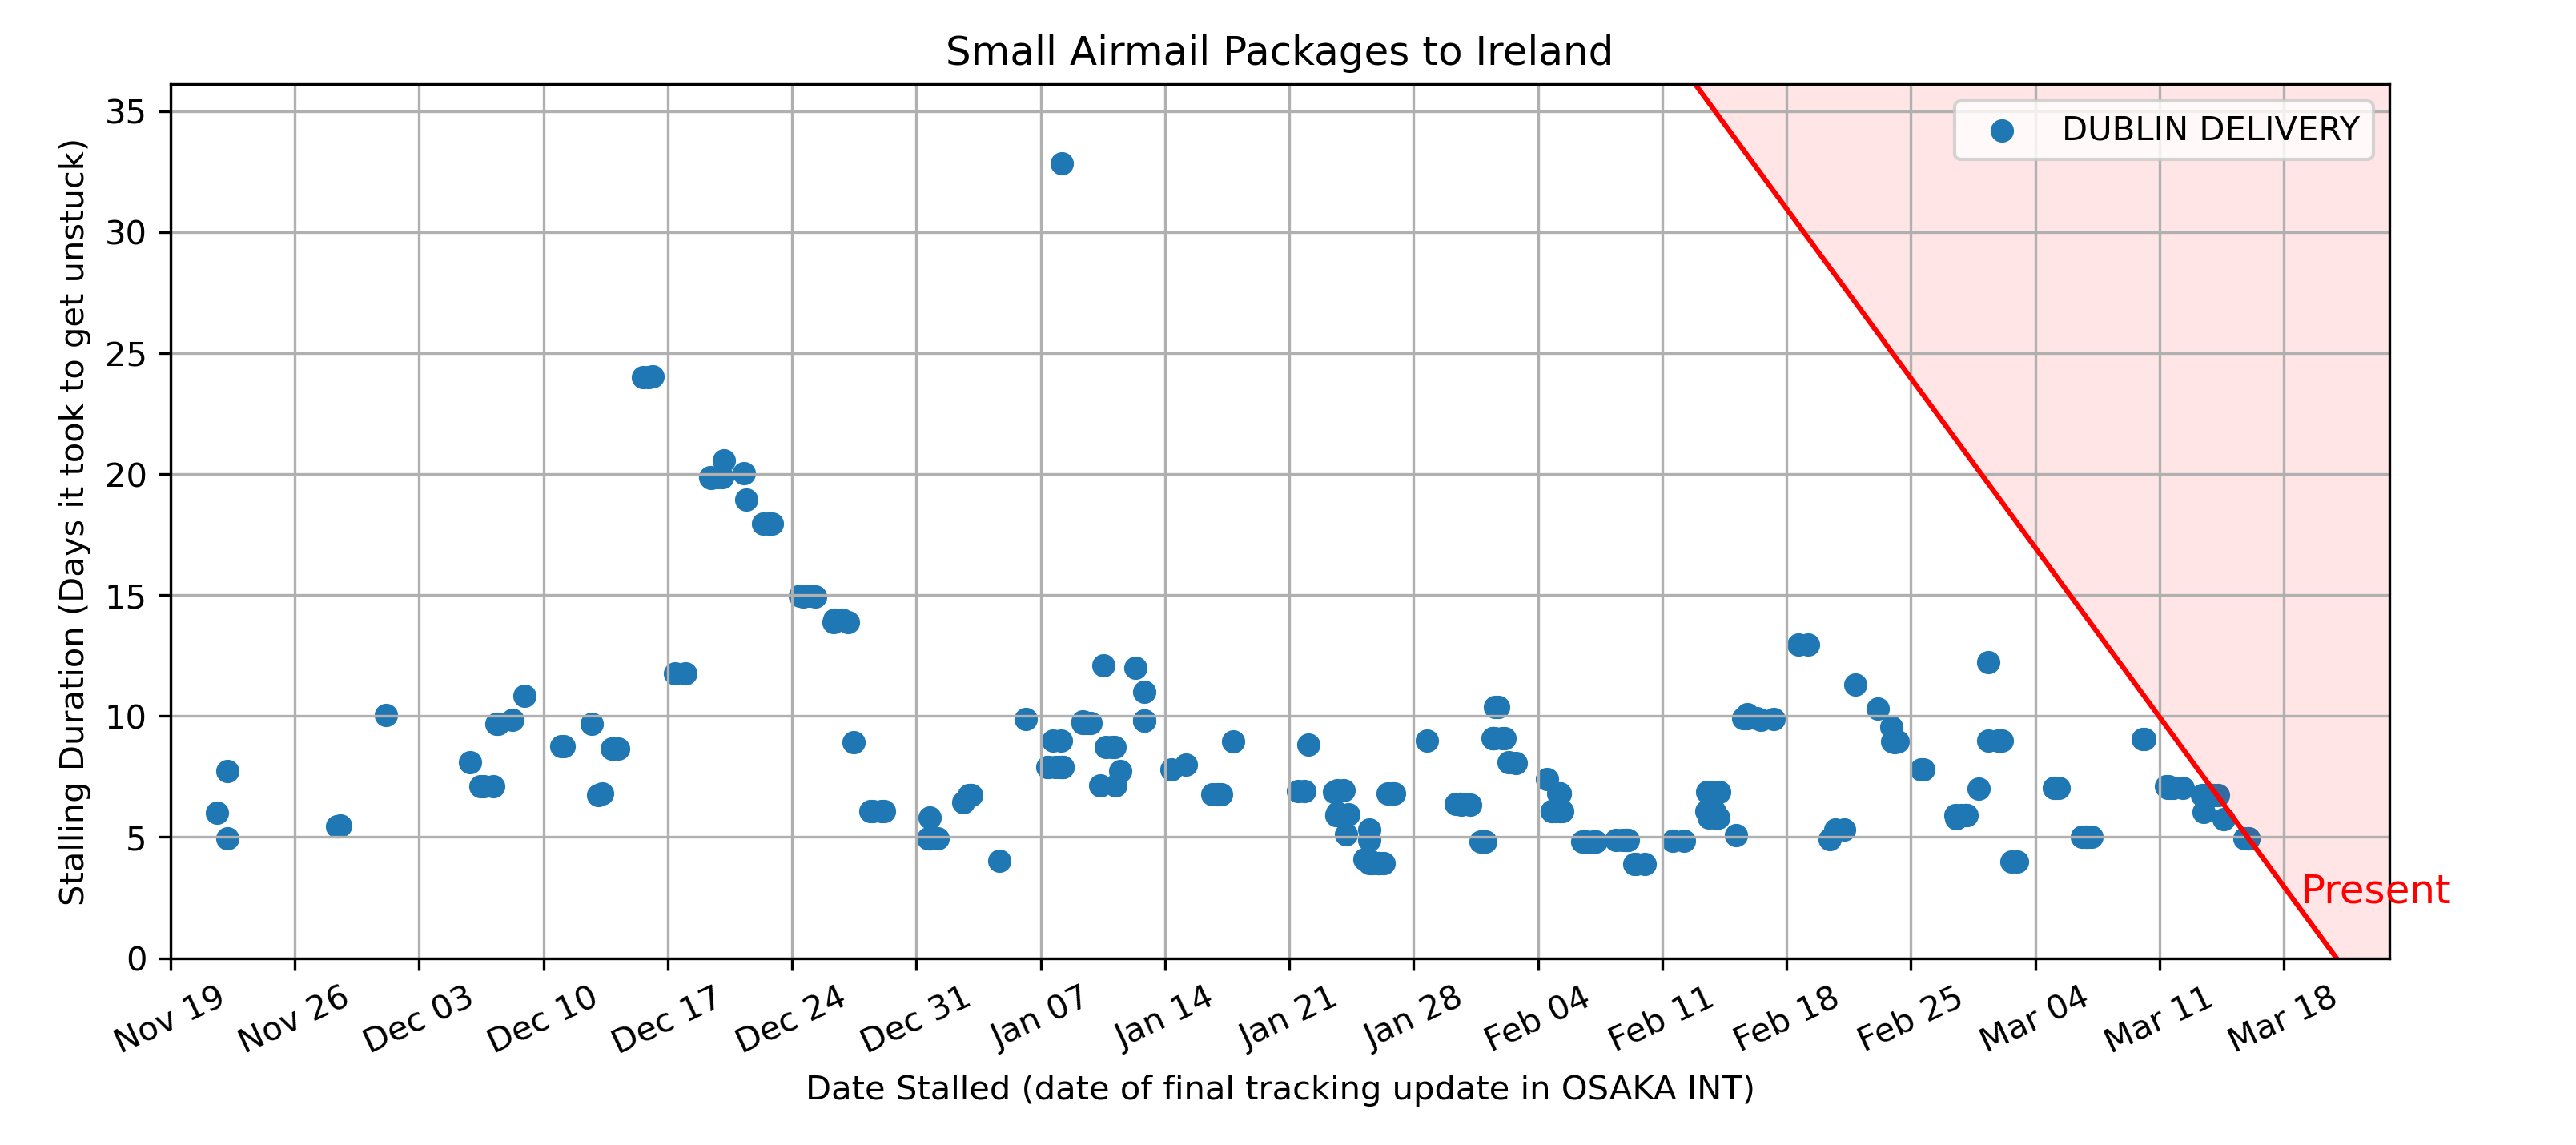 Small Airmail Packages to Ireland
DUBLIN DELIVERY
Stalling Duration (Days it took to get unstuck)
35
30
25
20
15
10
5
0
Present
Nov 19
Nov 26
Dec 03
Dec 10
Dec 17
Dec 24
Dec 31
Jan 07
Jan 14
Jan 21
Jan 28
Feb 04
Feb 11
Feb 18
Feb 25
Mar 04
Mar 11
Mar 18
Date Stalled (date of final tracking update in OSAKA INT)